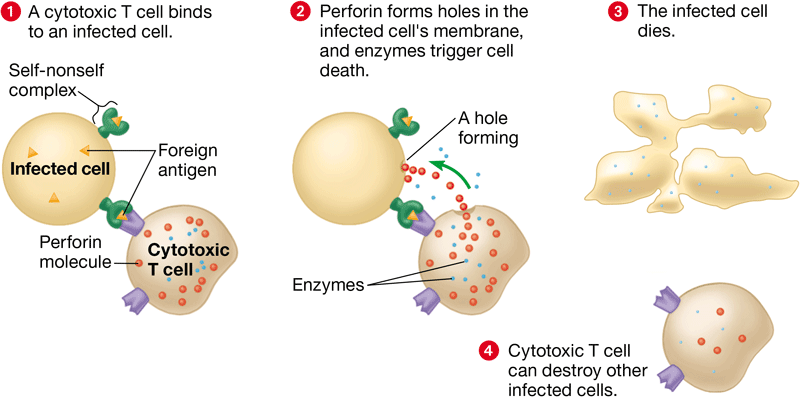 1 A cytotoxic T cell binds
to an infected cell.
Self-nonself
complex
Infected cell
Foreign
antigen
Perforin
molecule
Cytotoxic
T cell
2 Perforin forms holes in the
infected cell's membrane,
and enzymes trigger cell
death.
A hole
forming
Enzymes
3 The infected cell
dies.
4 Cytotoxic T cell
can destroy other
infected cells.